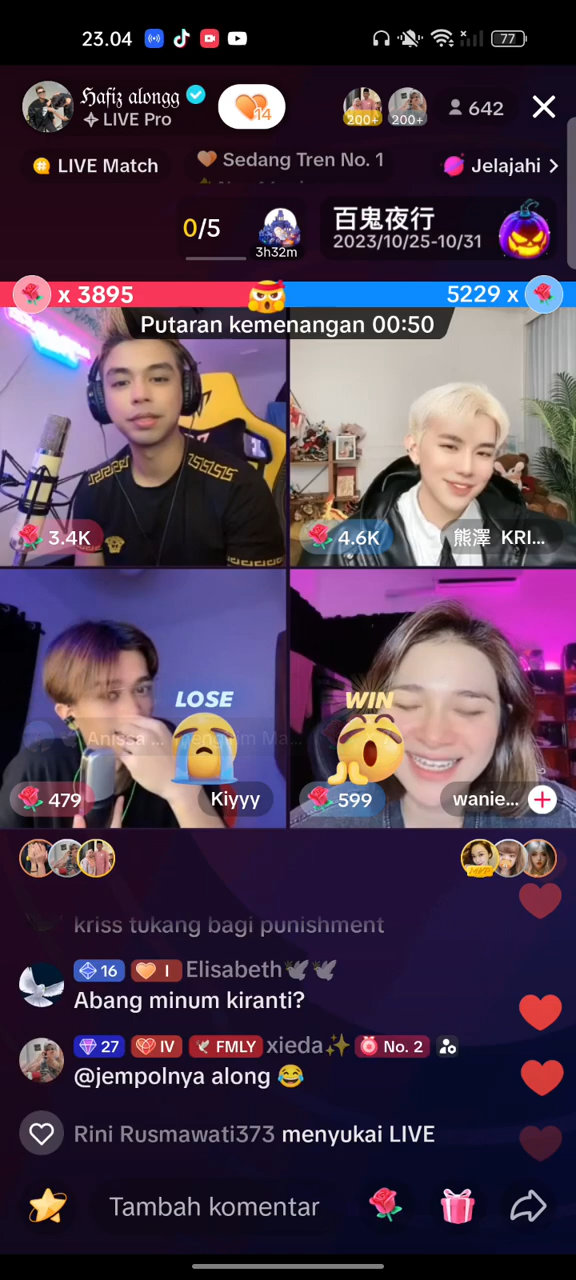 23.04
77
Hafiz alongg
LIVE Pro
14
200+
200+
642
LIVE Match
Sedang Tren No. 1
Jelajahi
0/5
3h32m
百鬼夜行
2023/10/25-10/31
x 3895
5229 x
Putaran kemenangan 00:50
3.4K
4.6K
熊澤 KRI...
LOSE
WIN
Anissa ...
479
Kiyyy
599
wanie...
kriss tukang bagi punishment
16 I Elisabeth🕊️🕊️
Abang minum kiranti?
27 IV FMLY xieda✨ No. 2
@jempolnya along 😂
Rini Rusmawati373 menyukai LIVE
Tambah komentar